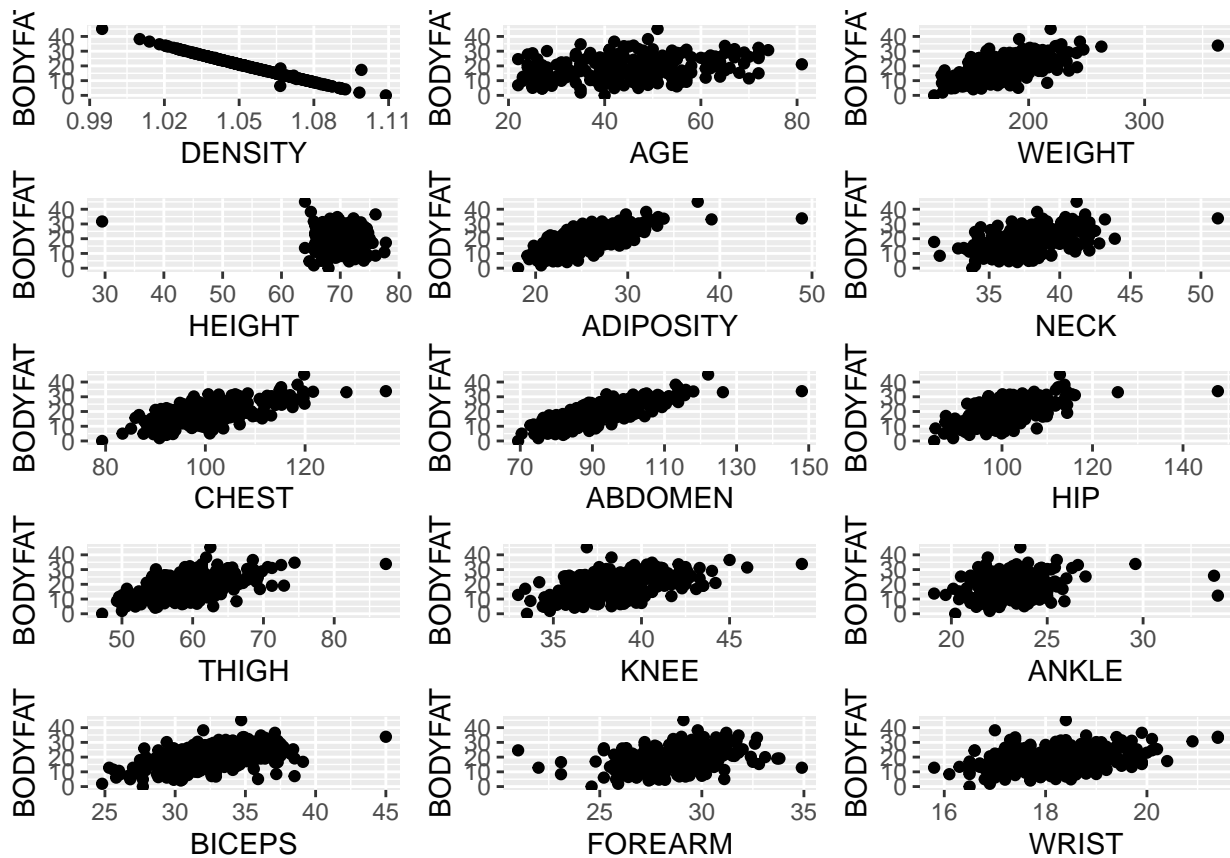 BODYFAT
40
30
20
10
0
0.99 1.02 1.05 1.08 1.11
DENSITY
BODYFAT
40
30
20
10
0
20 40 60 80
AGE
BODYFAT
40
30
20
10
0
200 300
WEIGHT
BODYFAT
40
30
20
10
0
30 40 50 60 70 80
HEIGHT
BODYFAT
40
30
20
10
0
20 30 40 50
ADIPOSITY
BODYFAT
40
30
20
10
0
35 40 45 50
NECK
BODYFAT
40
30
20
10
0
80 100 120
CHEST
BODYFAT
40
30
20
10
0
70 90 110 130 150
ABDOMEN
BODYFAT
40
30
20
10
0
100 120 140
HIP
BODYFAT
40
30
20
10
0
50 60 70 80
THIGH
BODYFAT
40
30
20
10
0
35 40 45
KNEE
BODYFAT
40
30
20
10
0
20 25 30
ANKLE
BODYFAT
40
30
20
10
0
25 30 35 40 45
BICEPS
BODYFAT
40
30
20
10
0
25 30 35
FOREARM
BODYFAT
40
30
20
10
0
16 18 20
WRIST